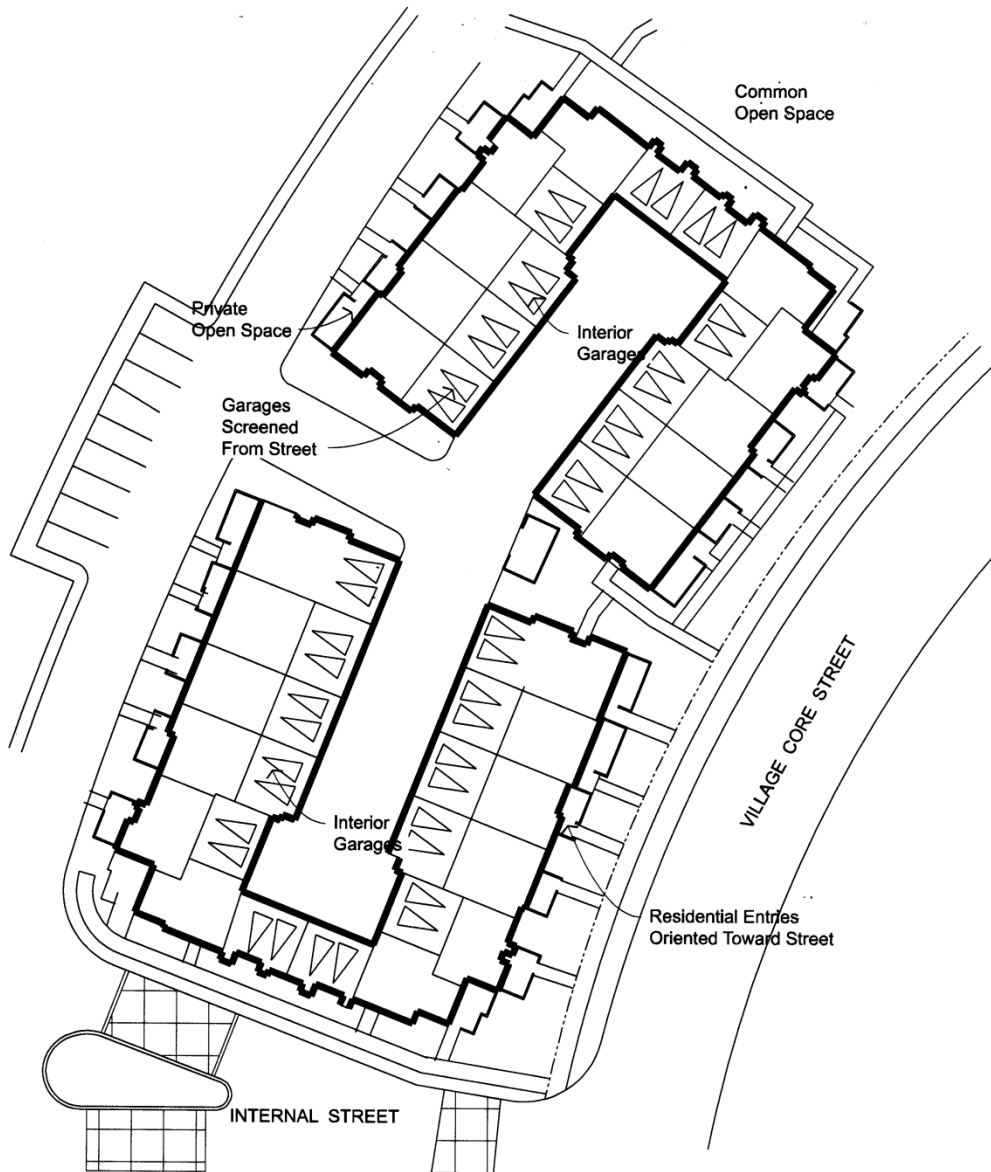 Common
Open Space
Private
Open Space
Interior
Garages
Garages
Screened
From Street
VILLAGE CORE STREET
Interior
Garages
Residential Entries
Oriented Toward Street
INTERNAL STREET